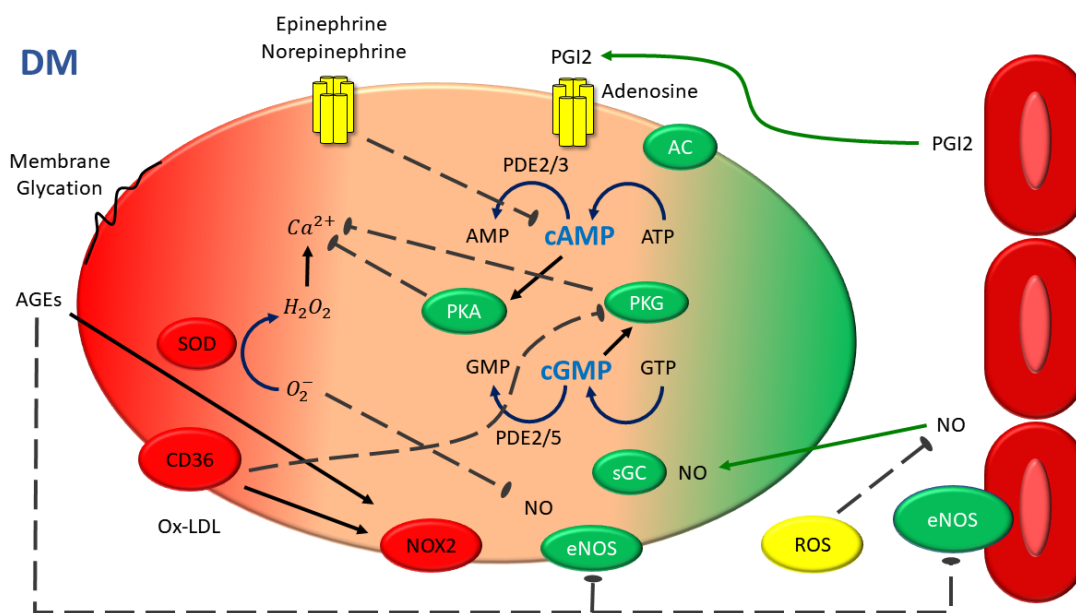 Epinephrine
Norepinephrine
DM
PGI2
Adenosine
AC
PGI2
Membrane
Glycation
PDE2/3
Ca²⁺
AMP
cAMP
ATP
AGEs
H₂O₂
PKA
PKG
SOD
GMP
cGMP
GTP
O₂⁻
PDE2/5
NO
CD36
sGC
NO
Ox-LDL
NO
NOX2
eNOS
ROS
eNOS